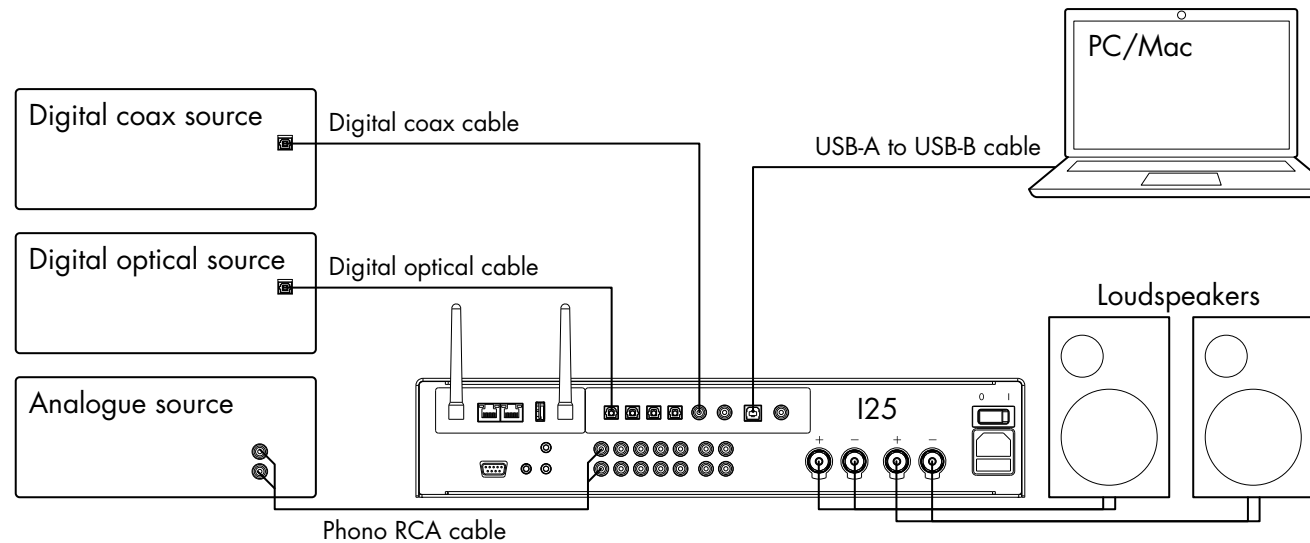 PC/Mac
Digital coax source
Digital coax cable
USB-A to USB-B cable
Digital optical source
Digital optical cable
Loudspeakers
Analogue source
I25
0 I
+ − + −
Phono RCA cable